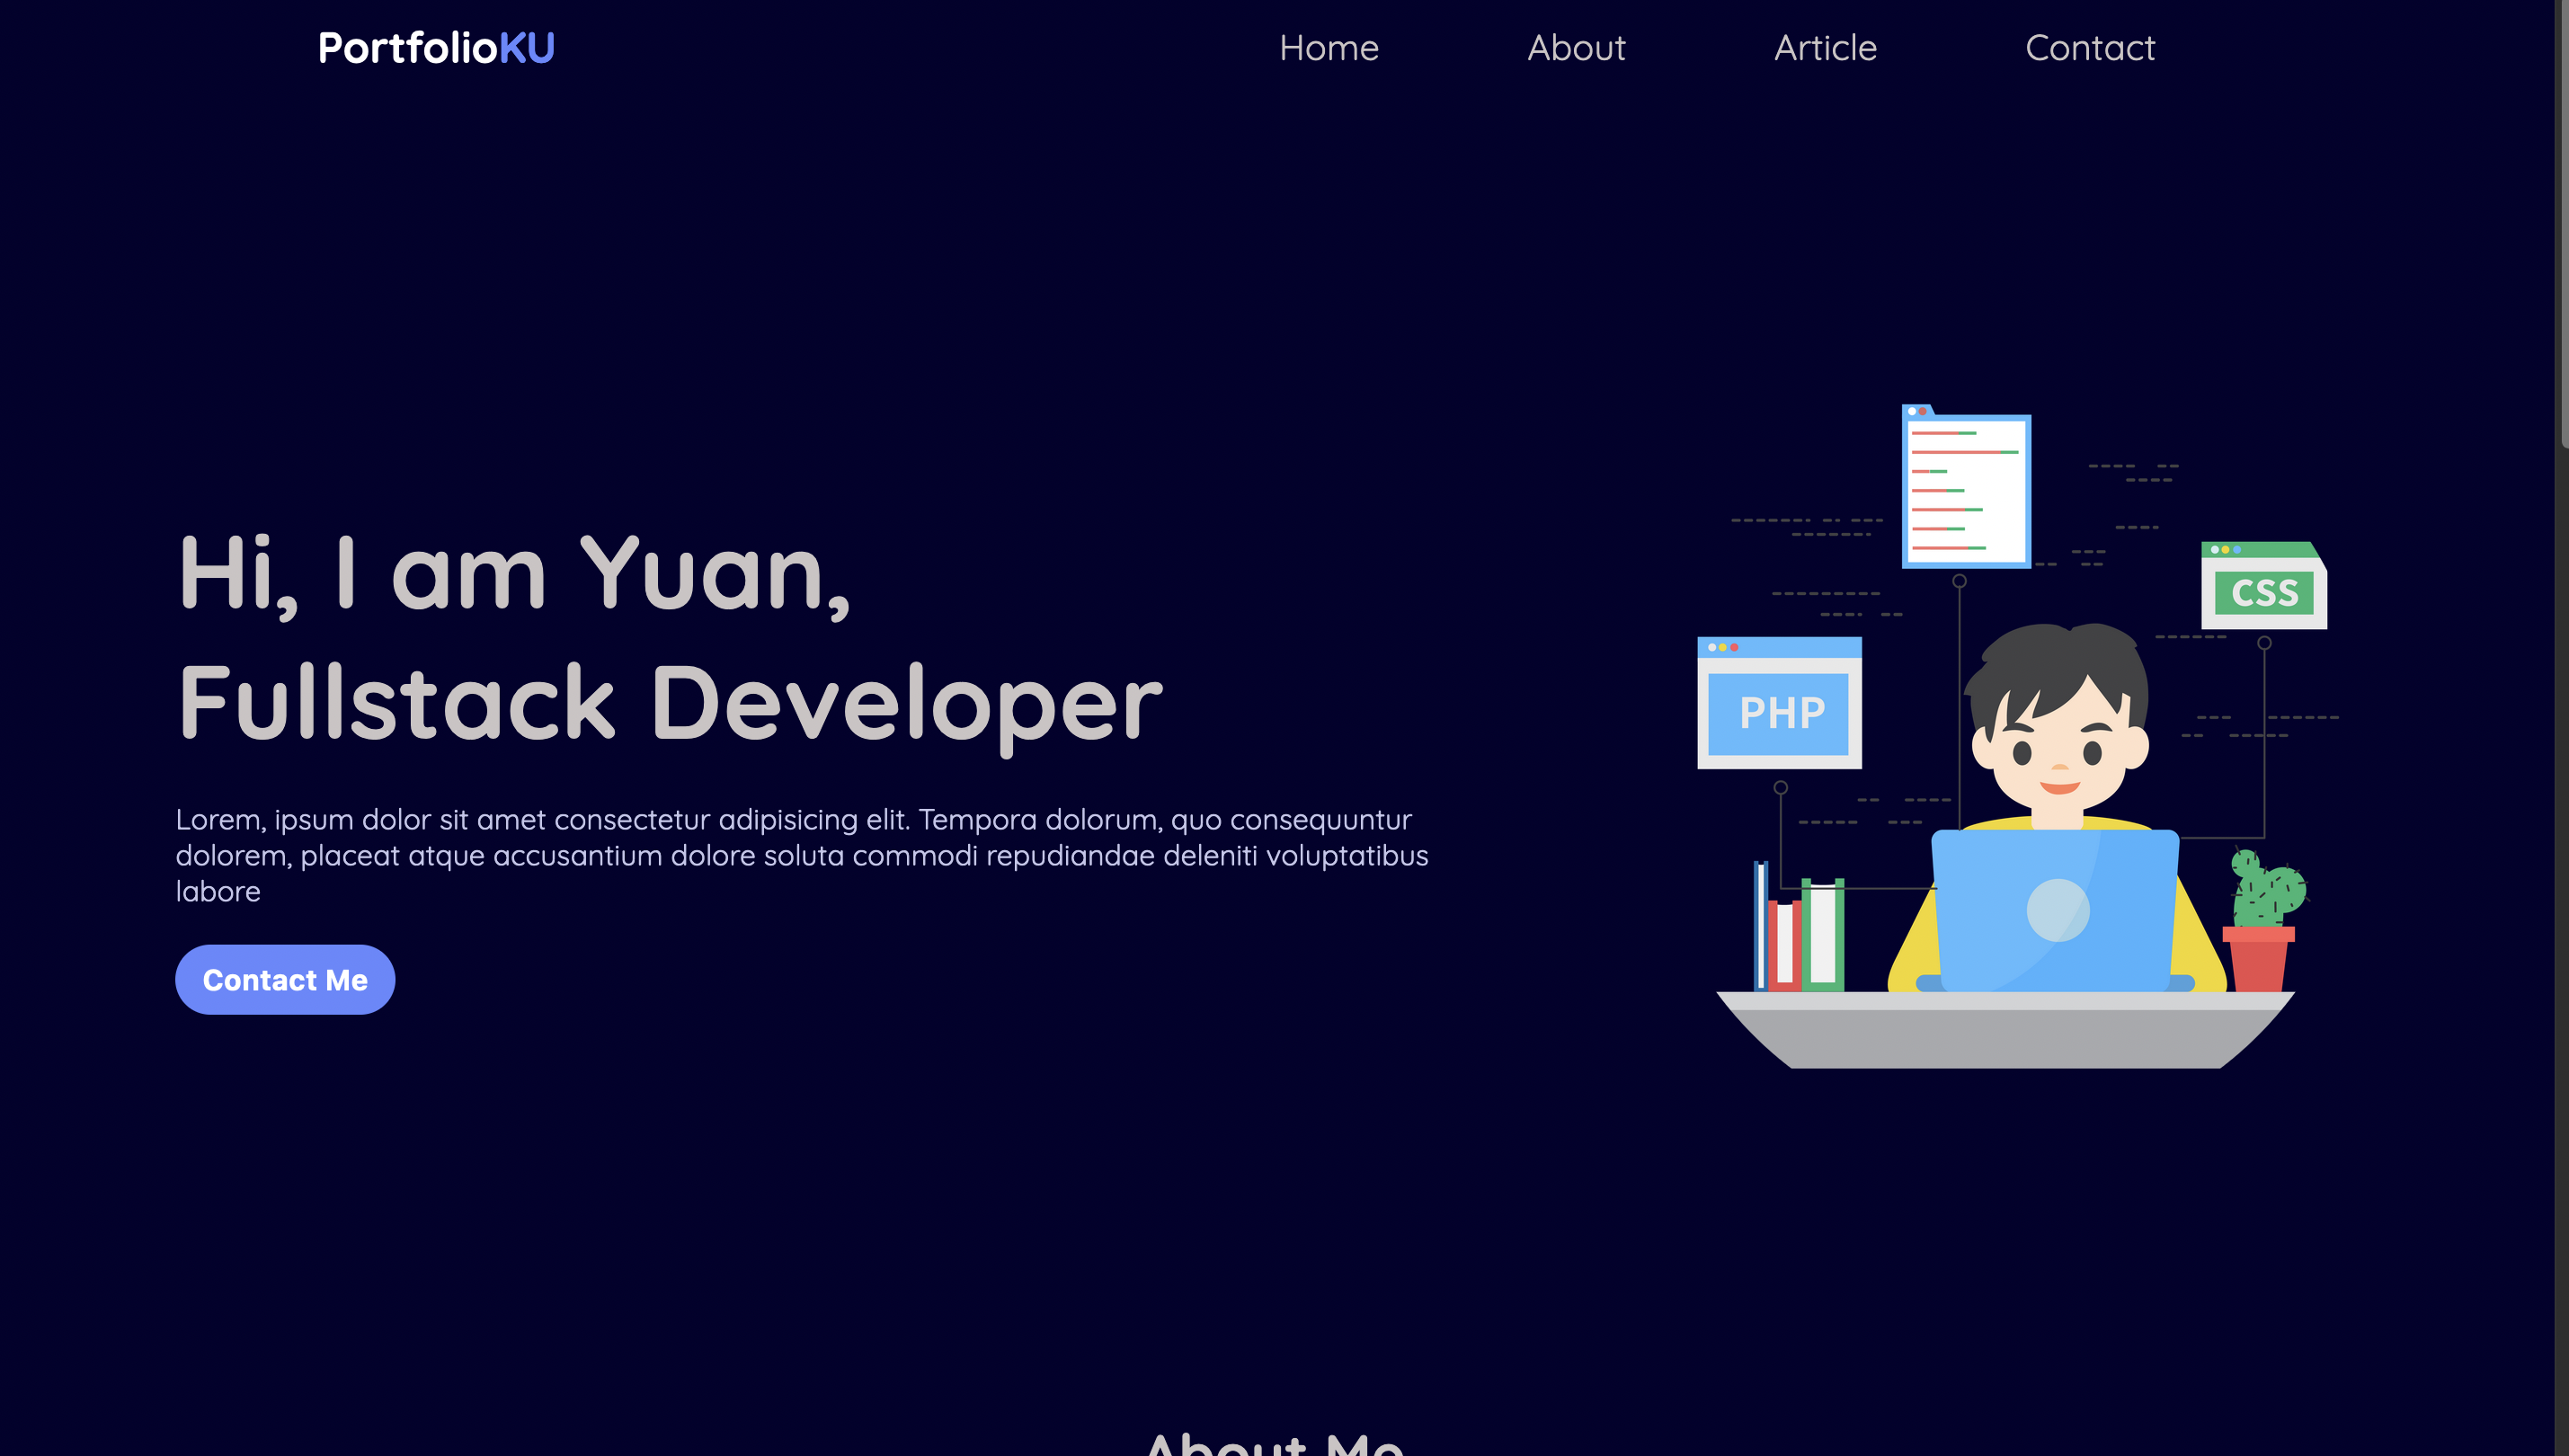 PortfolioKU
Home
About
Article
Contact
Hi, I am Yuan,
Fullstack Developer
Lorem, ipsum dolor sit amet consectetur adipisicing elit. Tempora dolorum, quo consequuntur
dolorem, placeat atque accusantium dolore soluta commodi repudiandae deleniti voluptatibus
labore
Contact Me
CSS
PHP
About Me